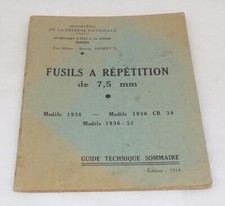 MINISTÈRE
DE LA DÉFENSE NATIONALE
FUSILS A RÉPÉTITION
de 7,5 mm
Modèle 1936 — Modèle 1936 CR 39
Modèle 1936-51
GUIDE TECHNIQUE SOMMAIRE